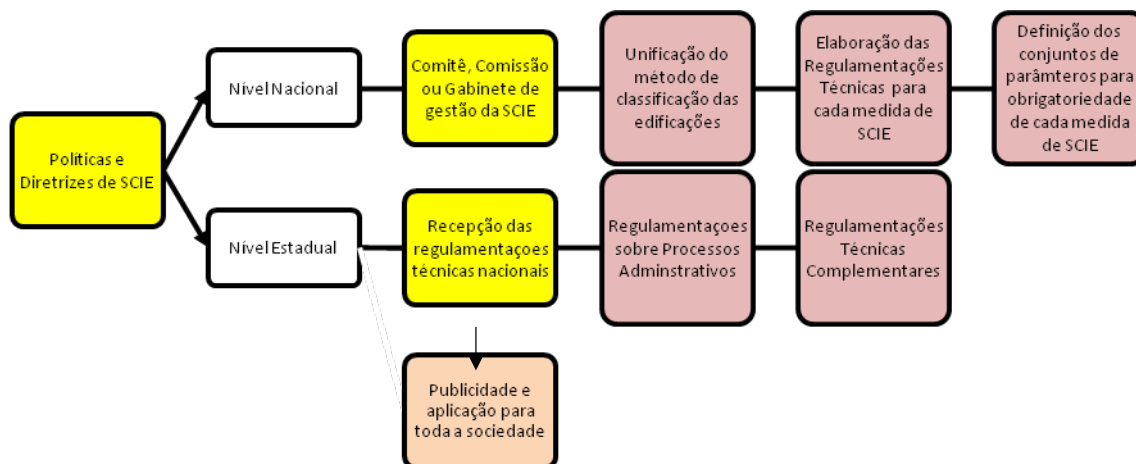 Políticas e
Diretrizes de SCIE
Nível Nacional
Comitê, Comissão
ou Gabinete de
gestão da SCIE
Unificação do
método de
classificação das
edificações
Elaboração das
Regulamentações
Técnicas para
cada medida de
SCIE
Definição dos
conjuntos de
parâmteros para
obrigatoriedade
de cada medida
de SCIE
Nível Estadual
Recepção das
regulamentaçoes
técnicas nacionais
Regulamentaçoes
sobre Processos
Adminstrativos
Regulamentações
Técnicas
Complementares
Publicidade e
aplicação para
toda a sociedade